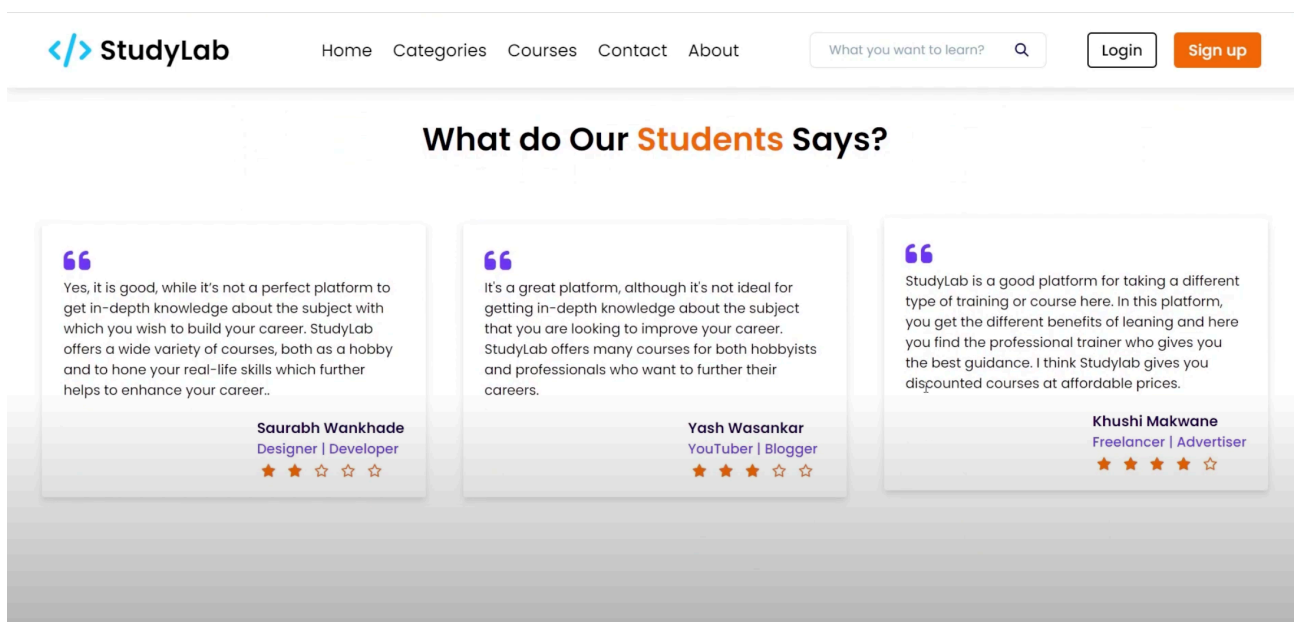 </> StudyLab
Home Categories Courses Contact About
What you want to learn?
Login
Sign up
What do Our Students Says?
Yes, it is good, while it’s not a perfect platform to
get in-depth knowledge about the subject with
which you wish to build your career. StudyLab
offers a wide variety of courses, both as a hobby
and to hone your real-life skills which further
helps to enhance your career..
Saurabh Wankhade
Designer | Developer
It's a great platform, although it's not ideal for
getting in-depth knowledge about the subject
that you are looking to improve your career.
StudyLab offers many courses for both hobbyists
and professionals who want to further their
careers.
Yash Wasankar
YouTuber | Blogger
StudyLab is a good platform for taking a different
type of training or course here. In this platform,
you get the different benefits of leaning and here
you find the professional trainer who gives you
the best guidance. I think Studylab gives you
discounted courses at affordable prices.
Khushi Makwane
Freelancer | Advertiser